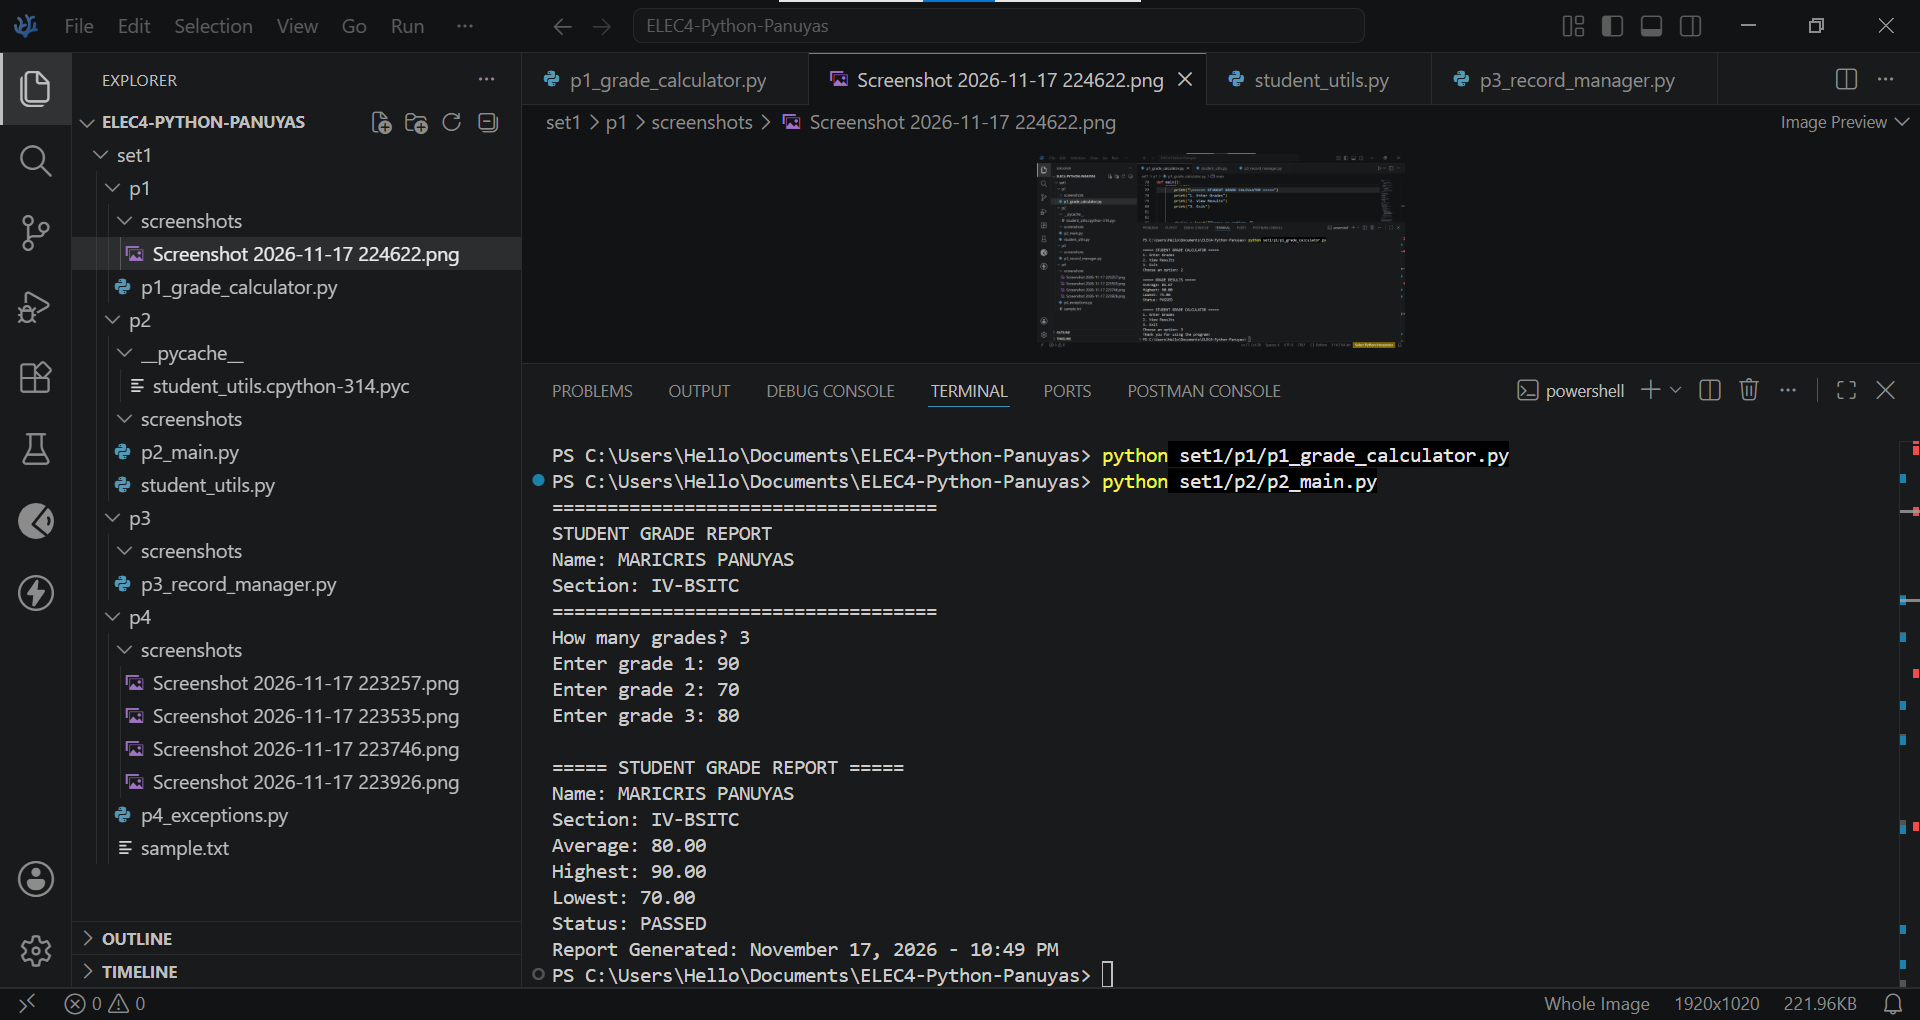 File Edit Selection View Go Run ···
ELEC4-Python-Panuyas
EXPLORER
ELEC4-PYTHON-PANUYAS
set1
p1
screenshots
Screenshot 2026-11-17 224622.png
p1_grade_calculator.py
p2
__pycache__
student_utils.cpython-314.pyc
screenshots
p2_main.py
student_utils.py
p3
screenshots
p3_record_manager.py
p4
screenshots
Screenshot 2026-11-17 223257.png
Screenshot 2026-11-17 223535.png
Screenshot 2026-11-17 223746.png
Screenshot 2026-11-17 223926.png
p4_exceptions.py
sample.txt
OUTLINE
TIMELINE
p1_grade_calculator.py Screenshot 2026-11-17 224622.png student_utils.py p3_record_manager.py
set1 > p1 > screenshots > Screenshot 2026-11-17 224622.png
Image Preview
PROBLEMS OUTPUT DEBUG CONSOLE TERMINAL PORTS POSTMAN CONSOLE
powershell
PS C:\Users\Hello\Documents\ELEC4-Python-Panuyas> python set1/p1/p1_grade_calculator.py
PS C:\Users\Hello\Documents\ELEC4-Python-Panuyas> python set1/p2/p2_main.py
===================================
STUDENT GRADE REPORT
Name: MARICRIS PANUYAS
Section: IV-BSITC
===================================
How many grades? 3
Enter grade 1: 90
Enter grade 2: 70
Enter grade 3: 80
===== STUDENT GRADE REPORT =====
Name: MARICRIS PANUYAS
Section: IV-BSITC
Average: 80.00
Highest: 90.00
Lowest: 70.00
Status: PASSED
Report Generated: November 17, 2026 - 10:49 PM
PS C:\Users\Hello\Documents\ELEC4-Python-Panuyas>
0 0
Whole Image 1920x1020 221.96KB